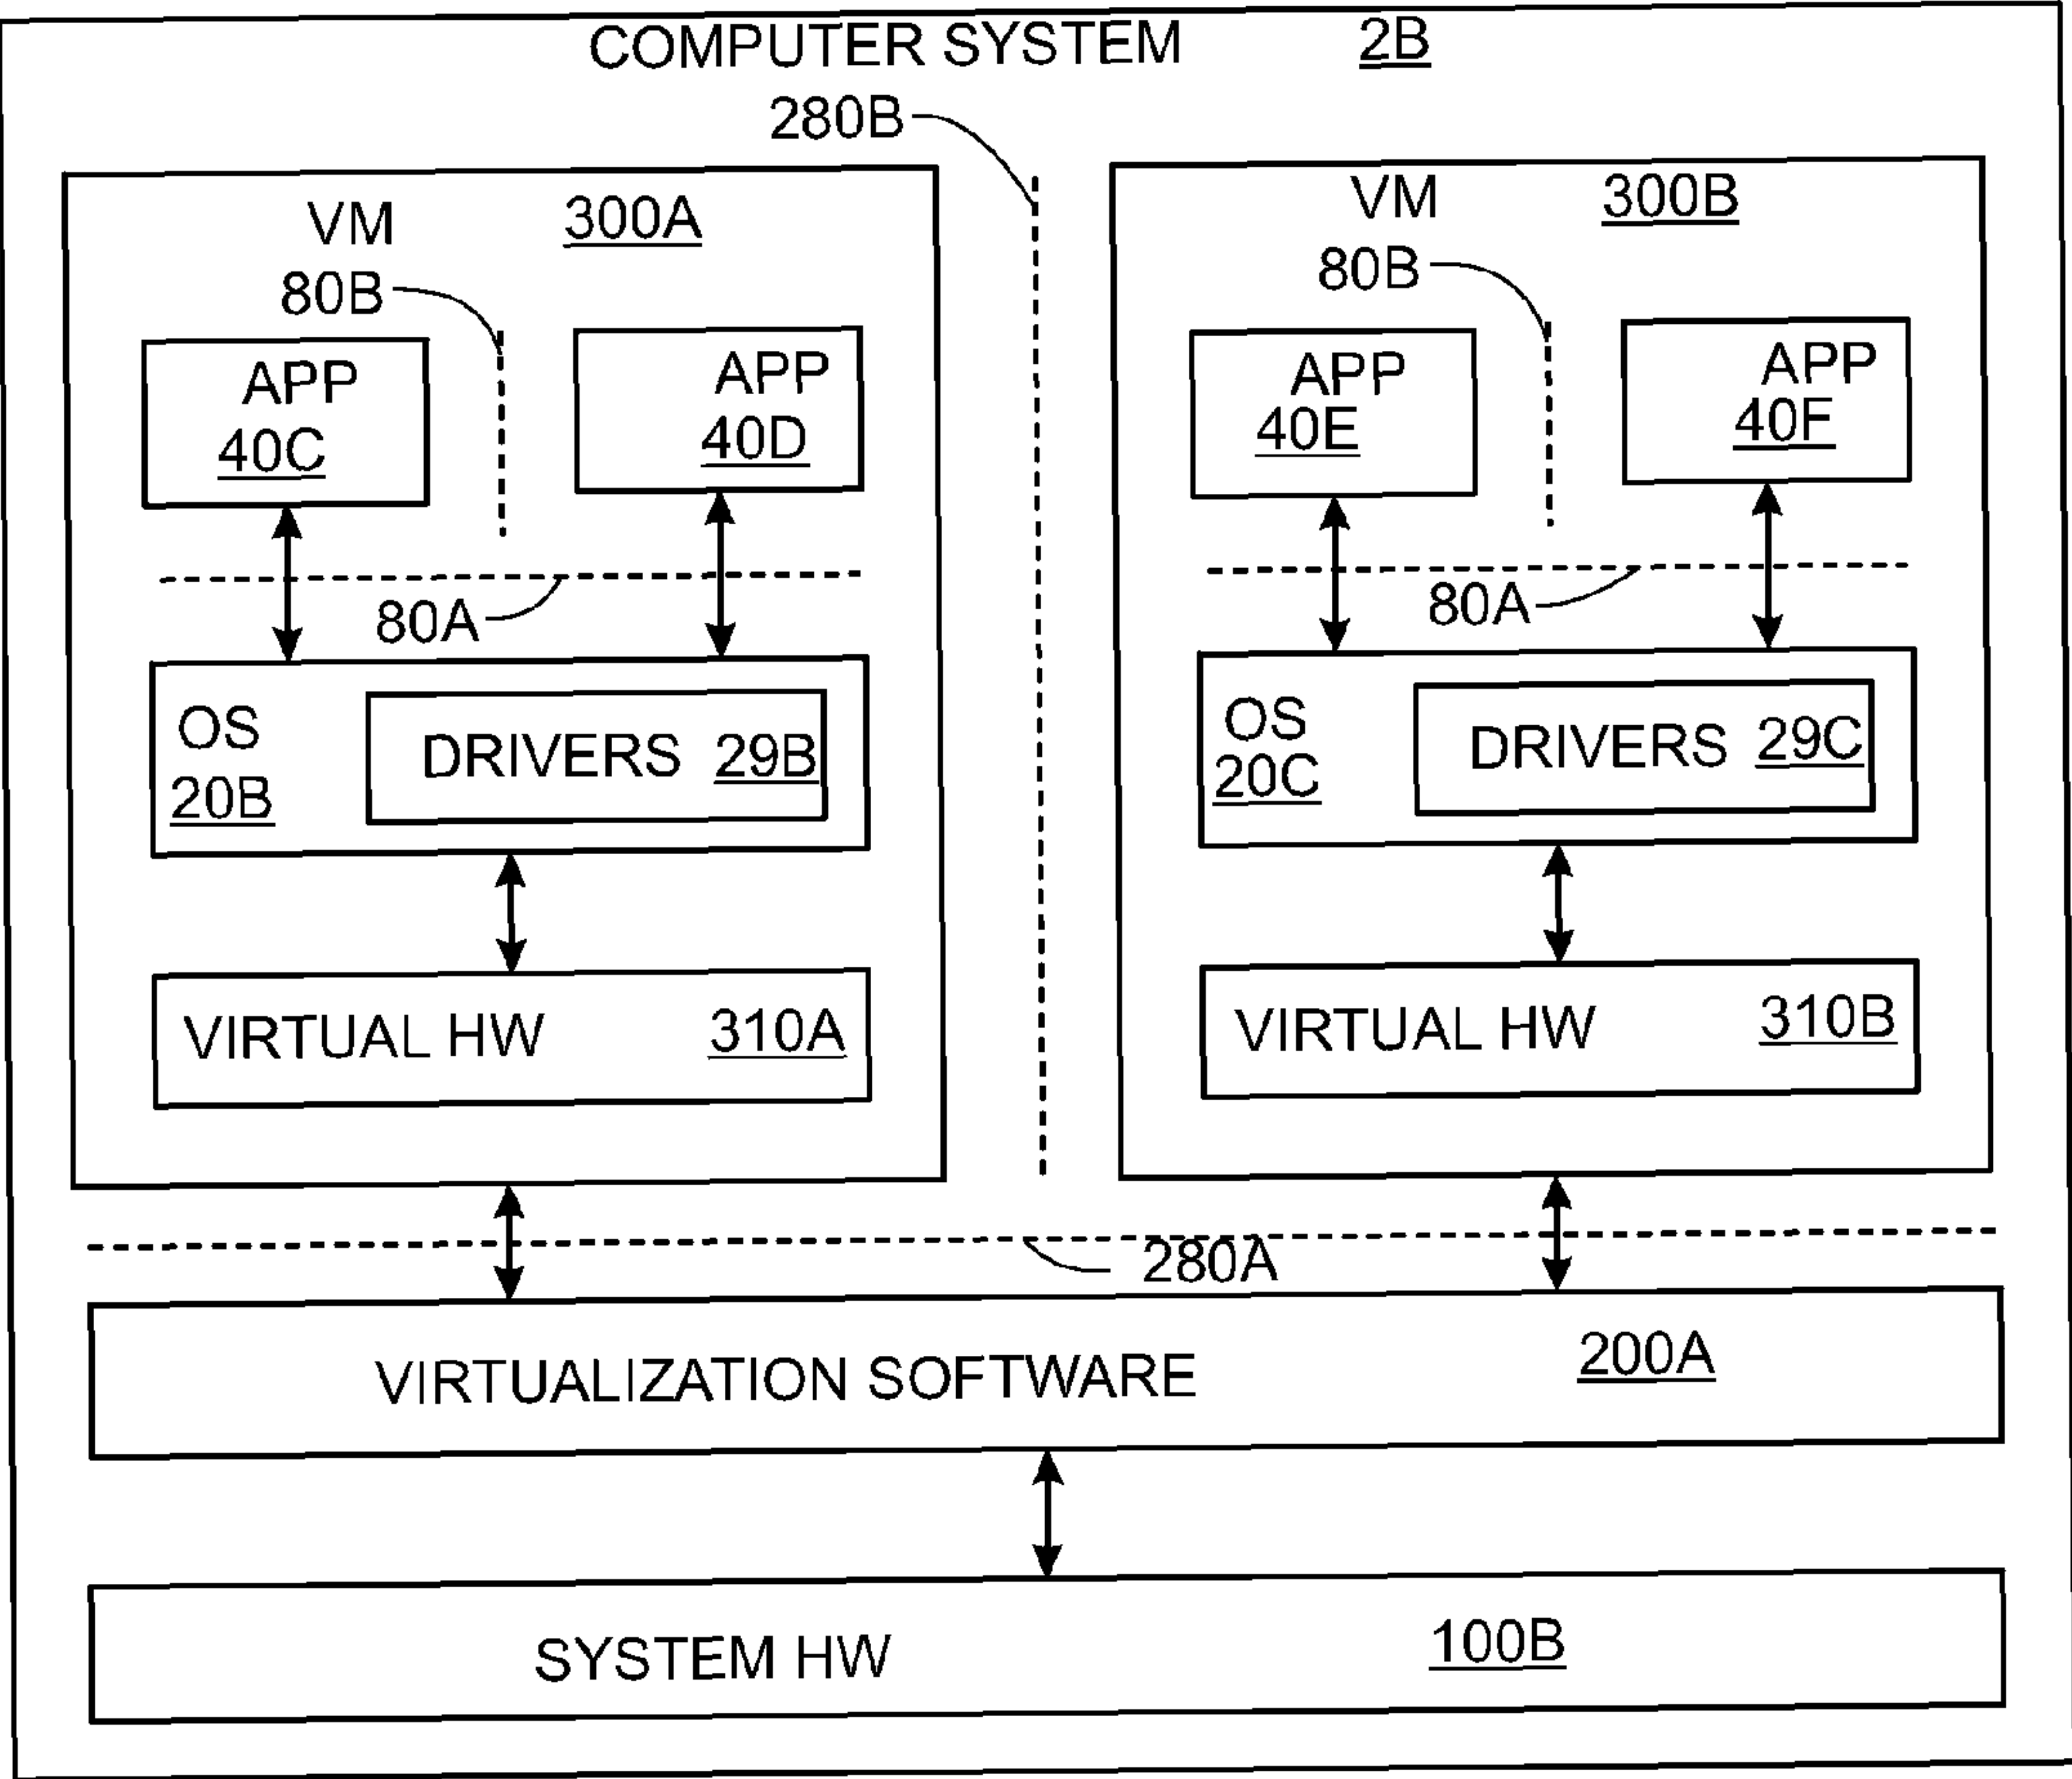 COMPUTER SYSTEM 2B
280B
VM 300A
80B
APP
40C
APP
40D
80A
OS
20B
DRIVERS 29B
VIRTUAL HW 310A
VM 300B
80B
APP
40E
APP
40F
80A
OS
20C
DRIVERS 29C
VIRTUAL HW 310B
280A
VIRTUALIZATION SOFTWARE 200A
SYSTEM HW 100B